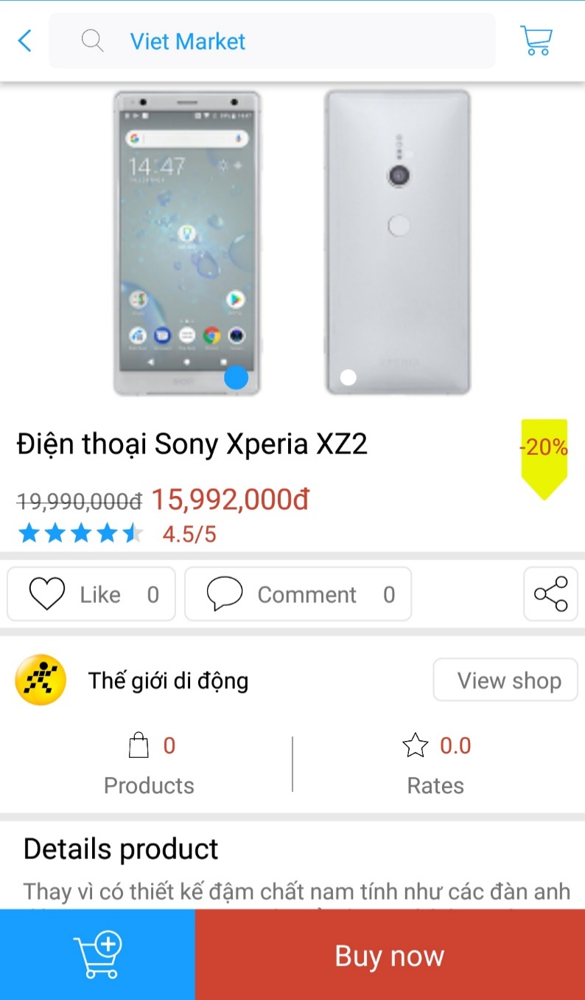 Viet Market
14:47
Điện thoại Sony Xperia XZ2
-20%
19,990,000đ 15,992,000đ
4.5/5
Like 0
Comment 0
Thế giới di động
View shop
0
Products
0.0
Rates
Details product
Thay vì có thiết kế đậm chất nam tính như các đàn anh
Buy now